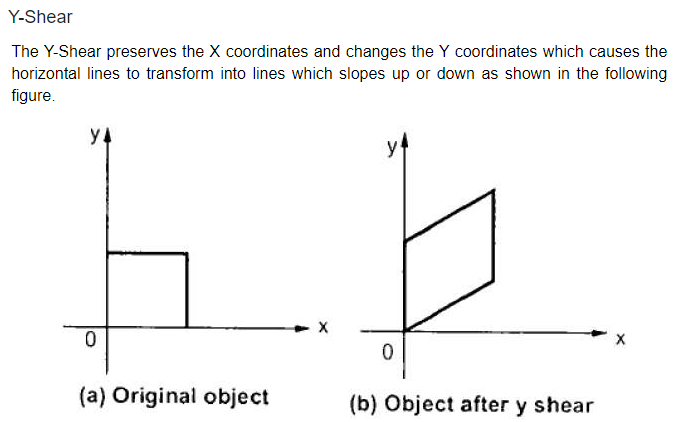 Y-Shear
The Y-Shear preserves the X coordinates and changes the Y coordinates which causes the
horizontal lines to transform into lines which slopes up or down as shown in the following
figure.
y
y
x
x
0
0
(a) Original object
(b) Object after y shear